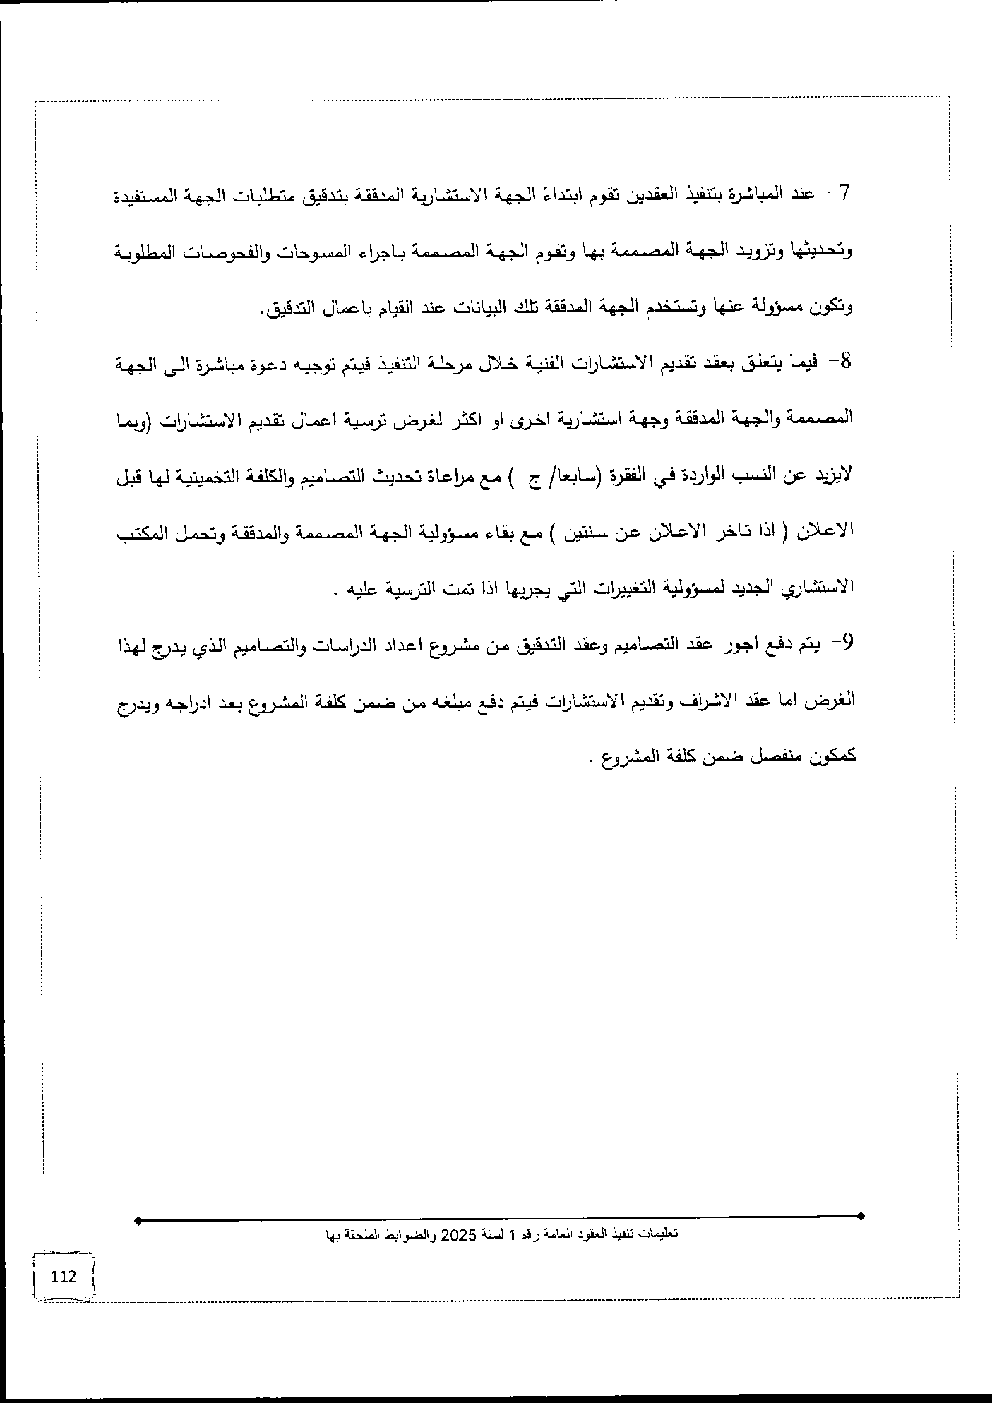 7 - عند المباشرة بتنفيذ العقدين تقوم ابتداءً الجهة الاستشارية المدققة بتدقيق متطلبات الجهة المستفيدة
وتحديثها وتزويد الجهة المصممة بها وتقوم الجهة المصممة باجراء المسوحات والفحوصات المطلوبة
وتكون مسؤولة عنها وتستخدم الجهة المدققة تلك البيانات عند القيام باعمال التدقيق.
8- فيما يتعلق بعقد تقديم الاستشارات الفنية خلال مرحلة التنفيذ فيتم توجيه دعوة مباشرة الى الجهة
المصممة والجهة المدققة وجهة استشارية اخرى او اكثر لغرض ترسية اعمال تقديم الاستشارات (وبما
لايزيد عن النسب الواردة في الفقرة (سابعا/ ج ) مع مراعاة تحديث التصاميم والكلفة التخمينية لها قبل
الاعلان ( اذا تاخر الاعلان عن سنتين ) مع بقاء مسؤولية الجهة المصممة والمدققة وتحمل المكتب
الاستشاري الجديد لمسؤولية التغييرات التي يجريها اذا تمت الترسية عليه .
9- يتم دفع اجور عقد التصاميم وعقد التدقيق من مشروع اعداد الدراسات والتصاميم الذي يدرج لهذا
الغرض اما عقد الاشراف وتقديم الاستشارات فيتم دفع مبلغه من ضمن كلفة المشروع بعد ادراجه ويدرج
كمكون منفصل ضمن كلفة المشروع .
تعليمات تنفيذ العقود العامة رقم 1 لسنة 2025 والضوابط الملحقة بها
112